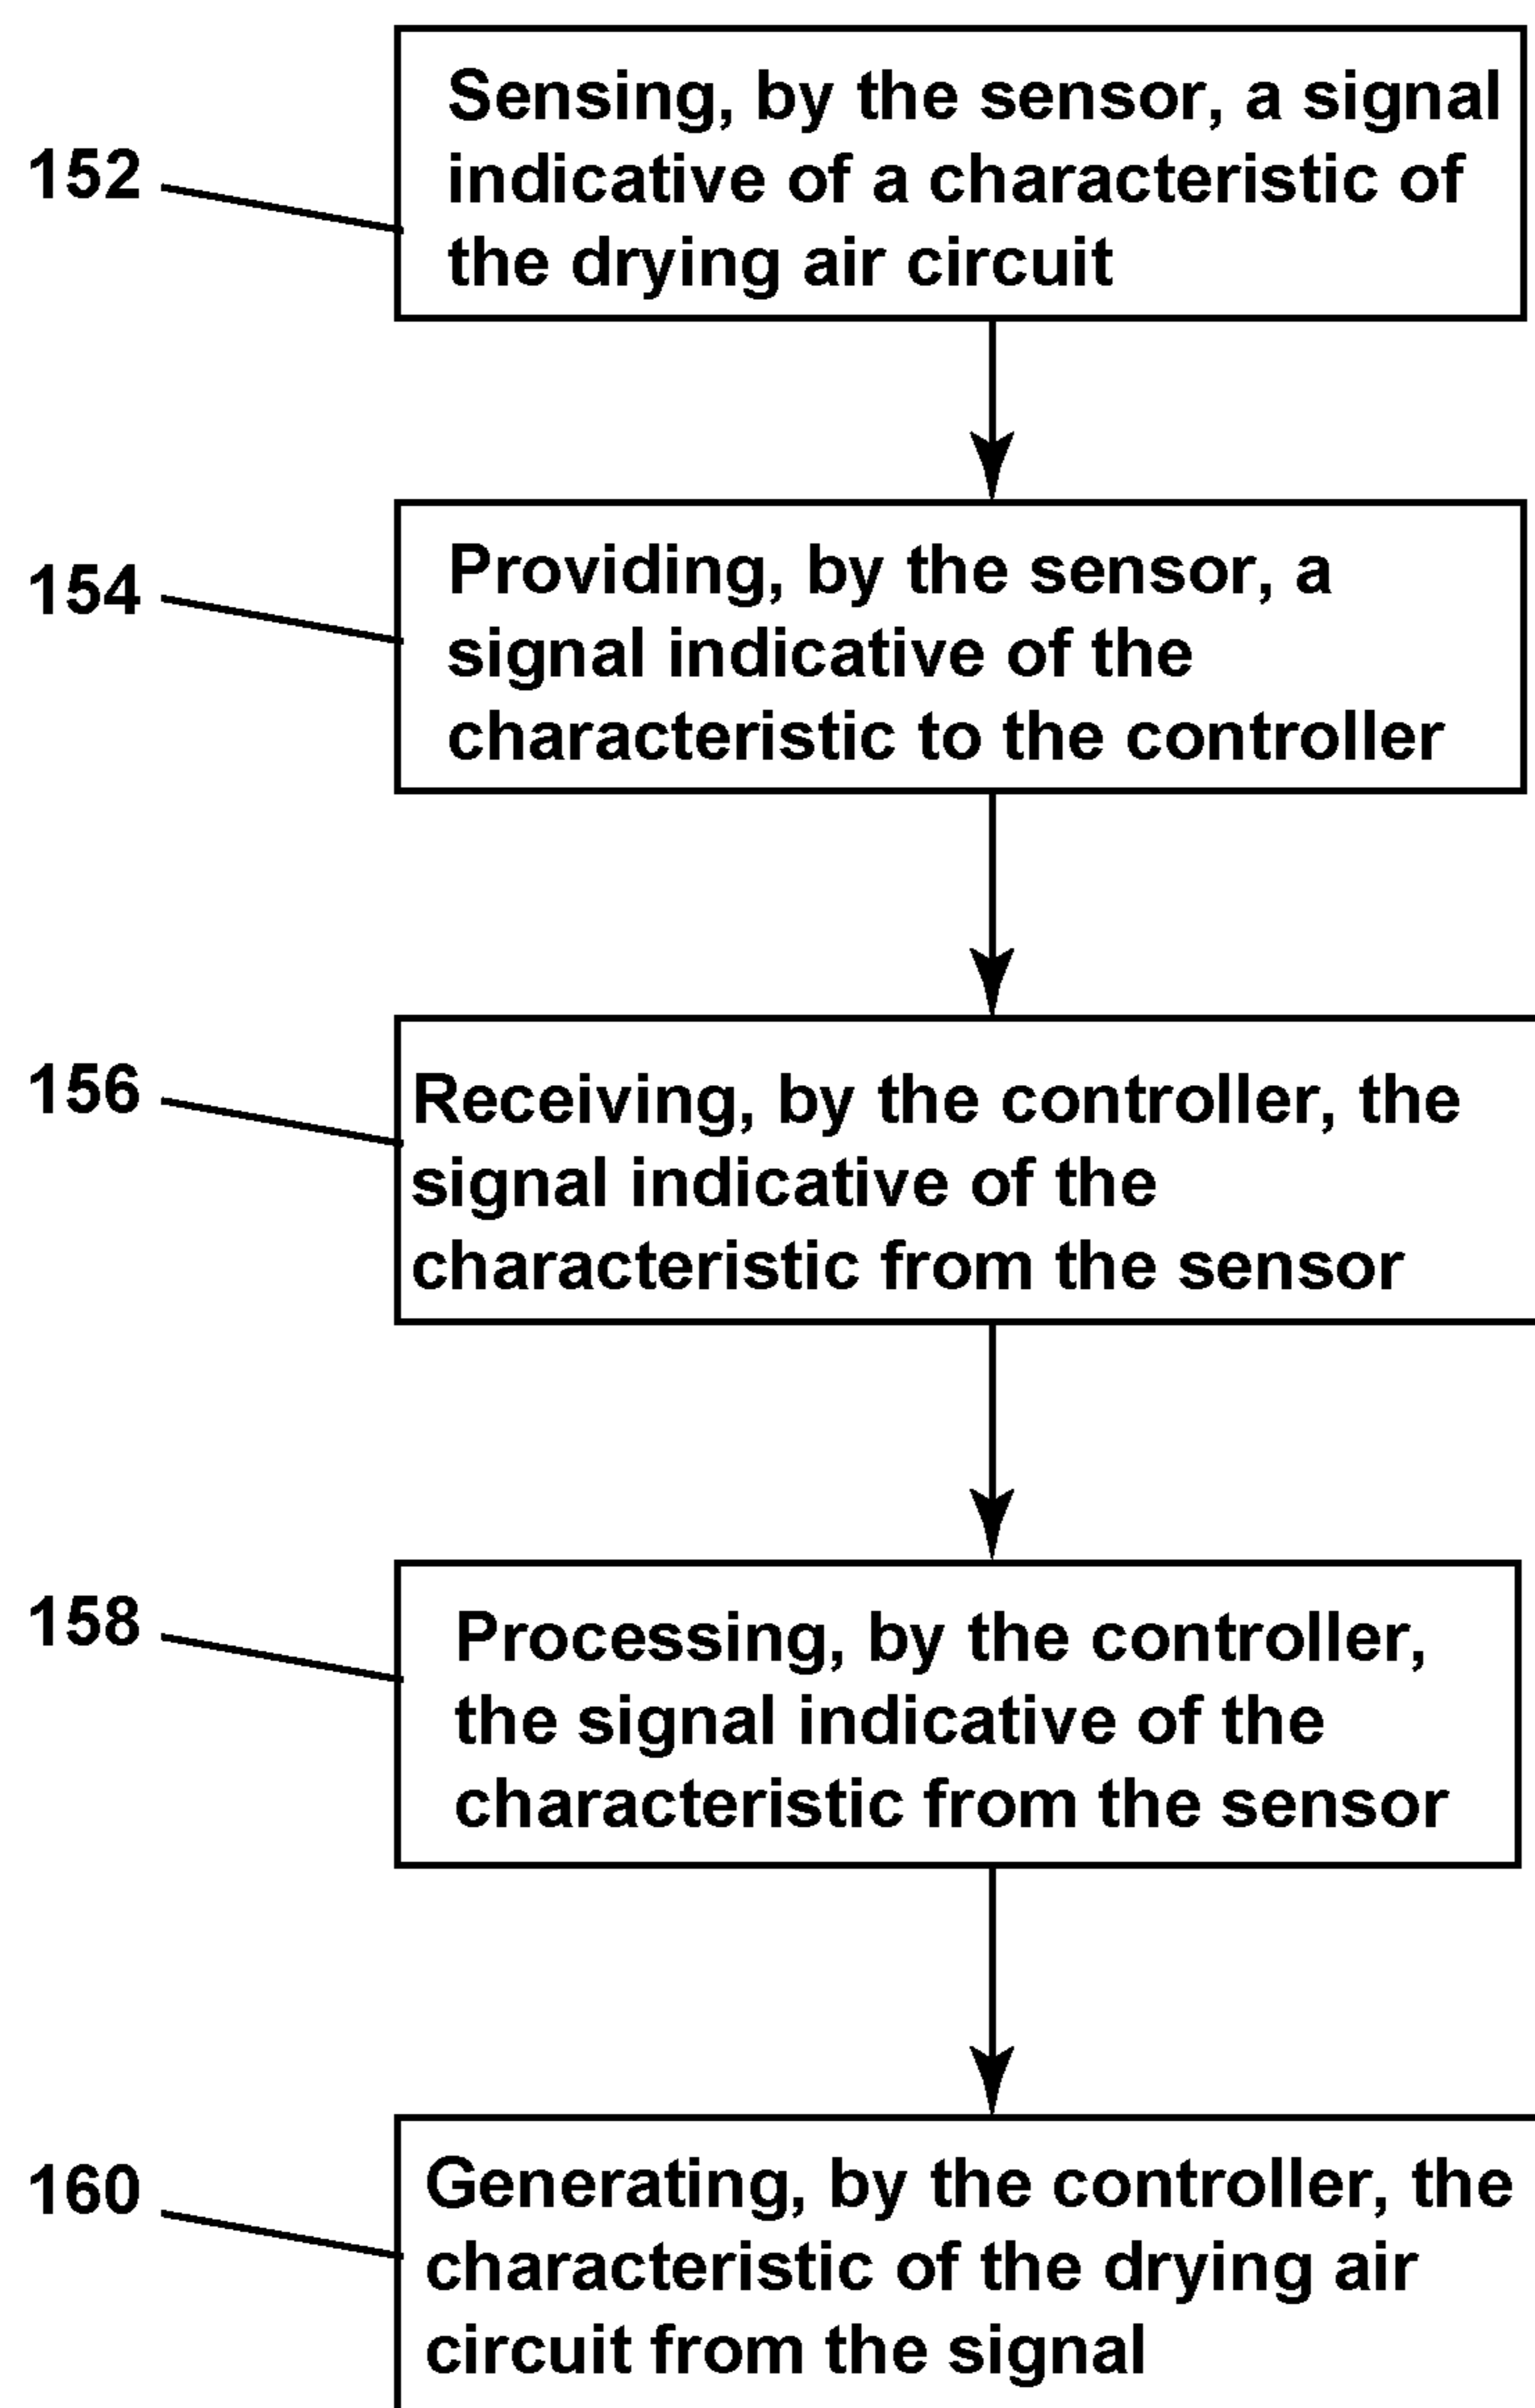 152
Sensing, by the sensor, a signal
indicative of a characteristic of
the drying air circuit
154
Providing, by the sensor, a
signal indicative of the
characteristic to the controller
156
Receiving, by the controller, the
signal indicative of the
characteristic from the sensor
158
Processing, by the controller,
the signal indicative of the
characteristic from the sensor
160
Generating, by the controller, the
characteristic of the drying air
circuit from the signal